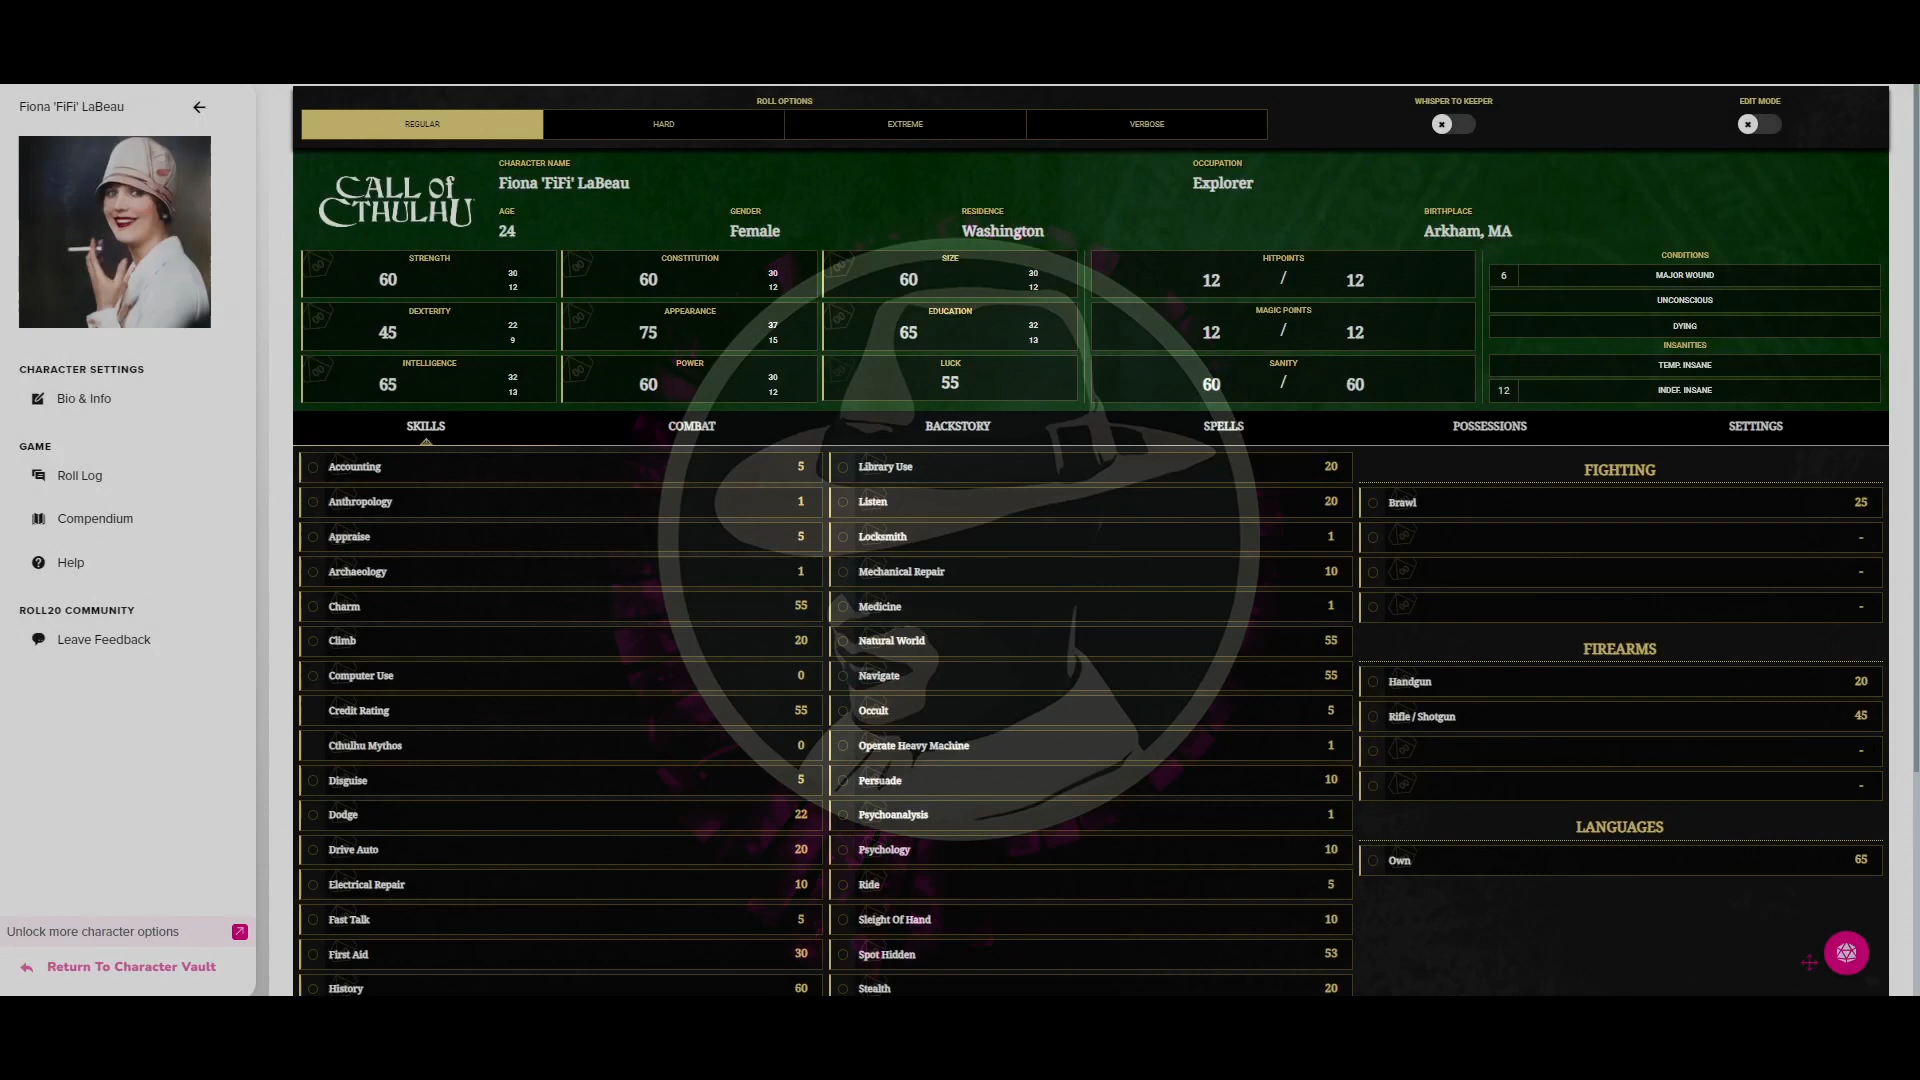 Fiona 'FiFi' LaBeau
CHARACTER SETTINGS
Bio & Info
GAME
Roll Log
Compendium
Help
ROLL20 COMMUNITY
Leave Feedback
Unlock more character options
Return To Character Vault
ROLL OPTIONS
REGULAR HARD EXTREME VERBOSE
WHISPER TO KEEPER
EDIT MODE
CALL of CTHULHU
CHARACTER NAME OCCUPATION
Fiona 'FiFi' LaBeau Explorer
AGE GENDER RESIDENCE BIRTHPLACE
24 Female Washington Arkham, MA
STRENGTH
60 30 12
CONSTITUTION
60 30 12
SIZE
60 30 12
HITPOINTS
12 / 12
DEXTERITY
45 22 9
APPEARANCE
75 37 15
EDUCATION
65 32 13
MAGIC POINTS
12 / 12
INTELLIGENCE
65 32 13
POWER
60 30 12
LUCK
55
SANITY
60 / 60
CONDITIONS
6 MAJOR WOUND
UNCONSCIOUS
DYING
INSANITIES
TEMP. INSANE
12 INDEF. INSANE
SKILLS COMBAT BACKSTORY SPELLS POSSESSIONS SETTINGS
Accounting 5
Anthropology 1
Appraise 5
Archaeology 1
Charm 55
Climb 20
Computer Use 0
Credit Rating 55
Cthulhu Mythos 0
Disguise 5
Dodge 22
Drive Auto 20
Electrical Repair 10
Fast Talk 5
First Aid 30
History 60
Library Use 20
Listen 20
Locksmith 1
Mechanical Repair 10
Medicine 1
Natural World 55
Navigate 55
Occult 5
Operate Heavy Machine 1
Persuade 10
Psychoanalysis 1
Psychology 10
Ride 5
Sleight Of Hand 10
Spot Hidden 53
Stealth 20
FIGHTING
Brawl 25
-
-
-
FIREARMS
Handgun 20
Rifle / Shotgun 45
-
-
LANGUAGES
Own 65